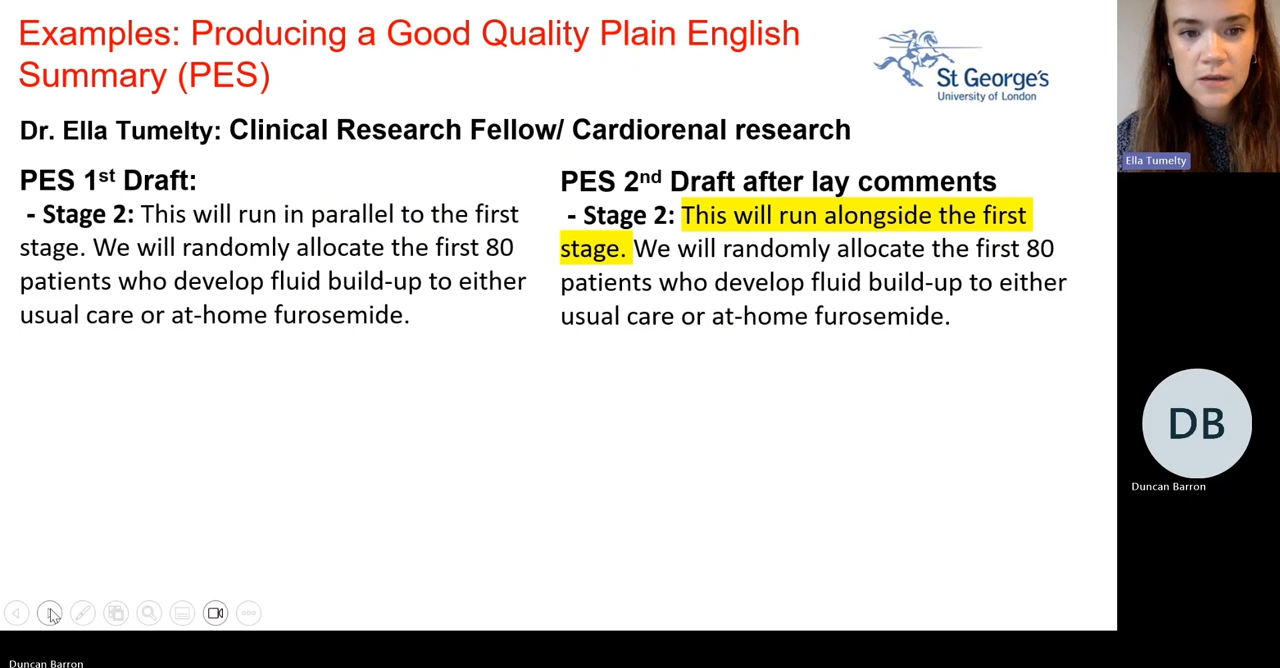 Examples: Producing a Good Quality Plain English
Summary (PES)
St George's
University of London
Dr. Ella Tumelty: Clinical Research Fellow/ Cardiorenal research
PES 1st Draft:
- Stage 2: This will run in parallel to the first
stage. We will randomly allocate the first 80
patients who develop fluid build-up to either
usual care or at-home furosemide.
PES 2nd Draft after lay comments
- Stage 2: This will run alongside the first
stage. We will randomly allocate the first 80
patients who develop fluid build-up to either
usual care or at-home furosemide.
Ella Tumelty
DB
Duncan Barron
Duncan Barron